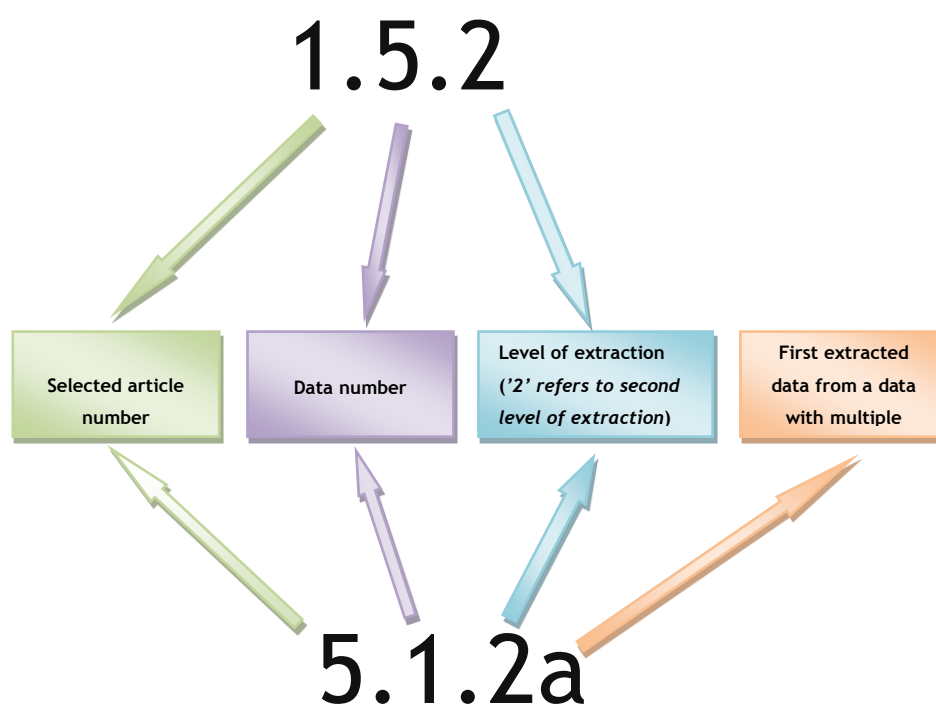 1.5.2
Selected article
number
Data number
Level of extraction
('2' refers to second
level of extraction)
First extracted
data from a data
with multiple
5.1.2a